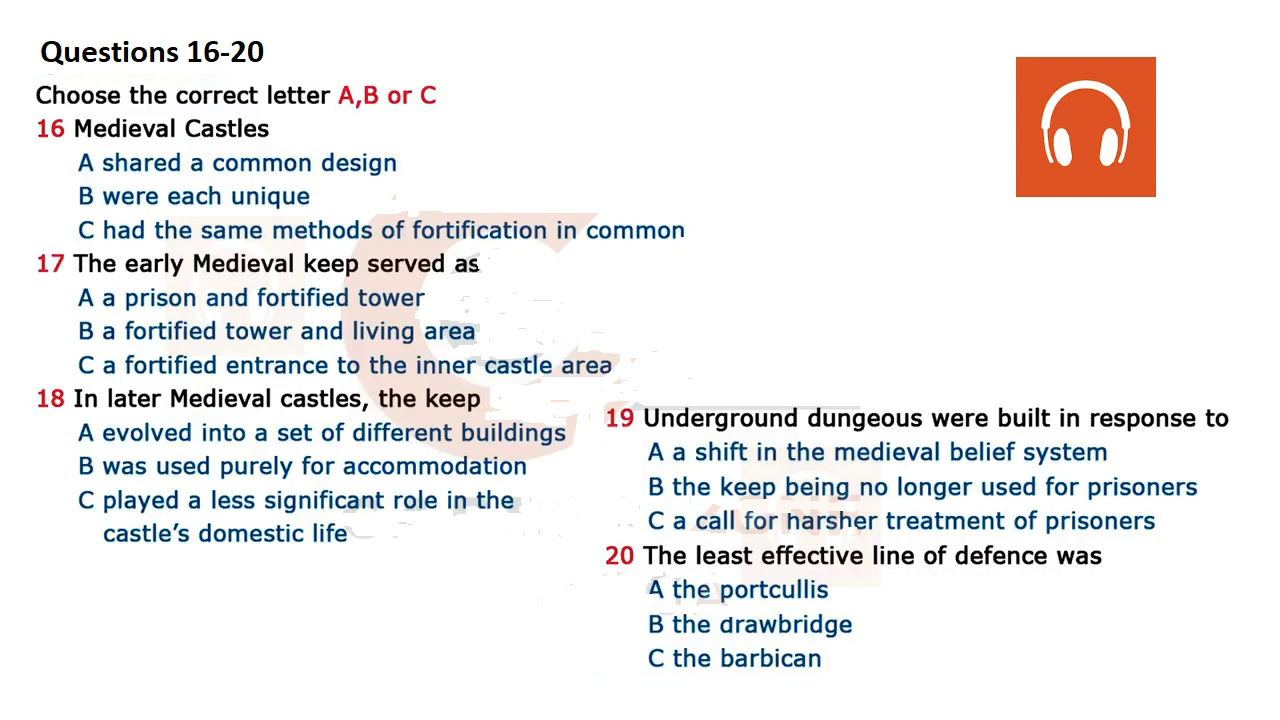 Questions 16-20
Choose the correct letter A,B or C
16 Medieval Castles
A shared a common design
B were each unique
C had the same methods of fortification in common
17 The early Medieval keep served as
A a prison and fortified tower
B a fortified tower and living area
C a fortified entrance to the inner castle area
18 In later Medieval castles, the keep
A evolved into a set of different buildings
B was used purely for accommodation
C played a less significant role in the
castle's domestic life
19 Underground dungeous were built in response to
A a shift in the medieval belief system
B the keep being no longer used for prisoners
C a call for harsher treatment of prisoners
20 The least effective line of defence was
A the portcullis
B the drawbridge
C the barbican